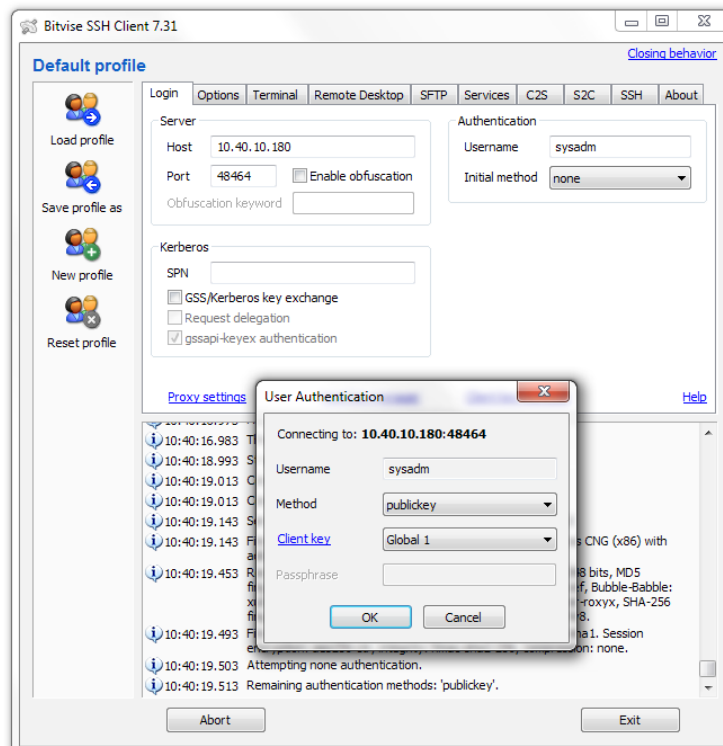 Bitvise SSH Client 7.31
Closing behavior
Default profile
Load profile
Save profile as
New profile
Reset profile
Login Options Terminal Remote Desktop SFTP Services C2S S2C SSH About
Server
Host 10.40.10.180
Port 48464 Enable obfuscation
Obfuscation keyword
Authentication
Username sysadm
Initial method none
Kerberos
SPN
GSS/Kerberos key exchange
Request delegation
gssapi-keyex authentication
Proxy settings
Help
User Authentication
Connecting to: 10.40.10.180:48464
Username sysadm
Method publickey
Client key Global 1
Passphrase
OK Cancel
10:40:16.983
10:40:18.993
10:40:19.013
10:40:19.013
10:40:19.143
10:40:19.143 CNG (x86) with
10:40:19.453 bits, MD5
Bubble-Babble:
SHA-256
10:40:19.493 Session
none.
10:40:19.503 Attempting none authentication.
10:40:19.513 Remaining authentication methods: 'publickey'.
Abort
Exit